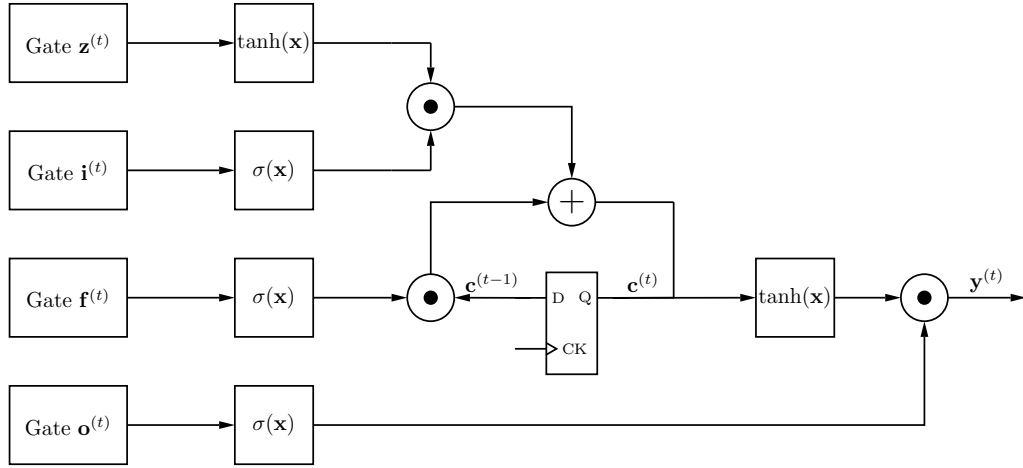 Gate z^(t)
tanh(x)
Gate i^(t)
σ(x)
+
Gate f^(t)
σ(x)
c^(t−1)
D Q
CK
c^(t)
tanh(x)
y^(t)
Gate o^(t)
σ(x)